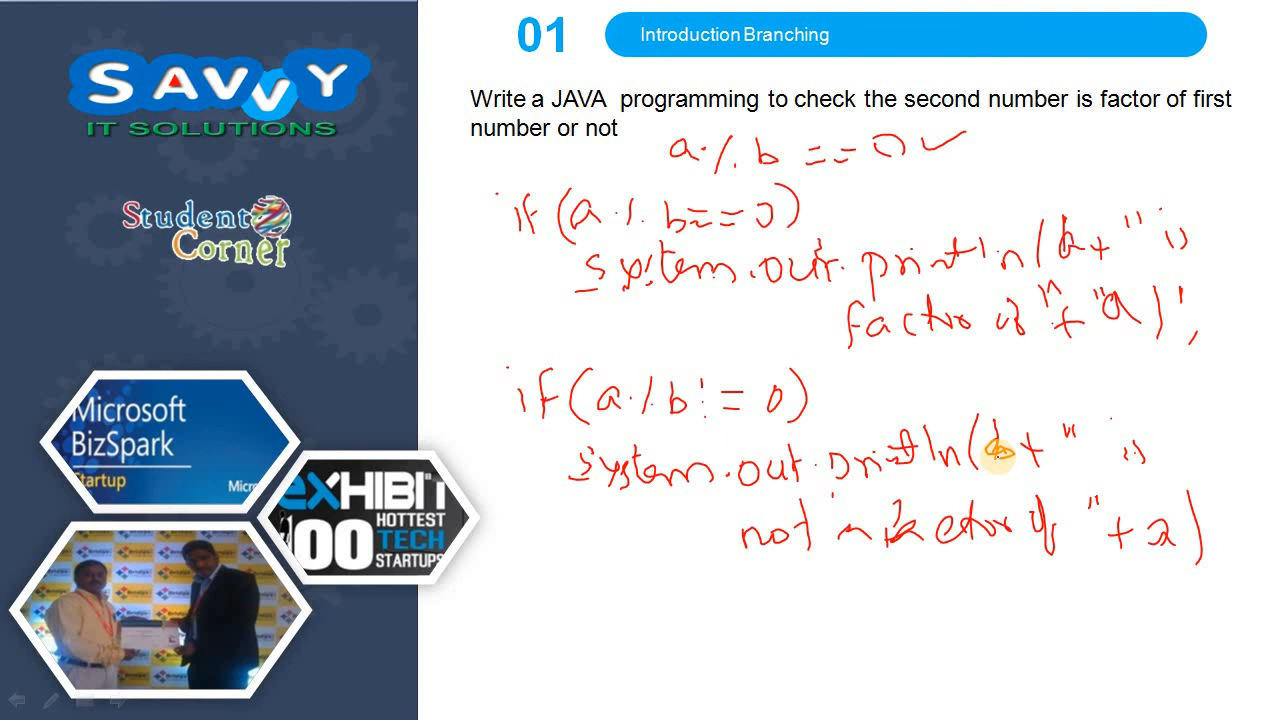 SAVVY
IT SOLUTIONS
Student
Corner
Microsoft
BizSpark
Startup
Micro
eXHIBIT
100 HOTTEST
TECH
STARTUPS
01
Introduction Branching
Write a JAVA programming to check the second number is factor of first
number or not
a % b == 0 ✓
if (a % b == 0)
System.out.println(b + " is
factor of " + "a);
if (a % b != 0)
System.out.println(b + " is
not factor of " + a)